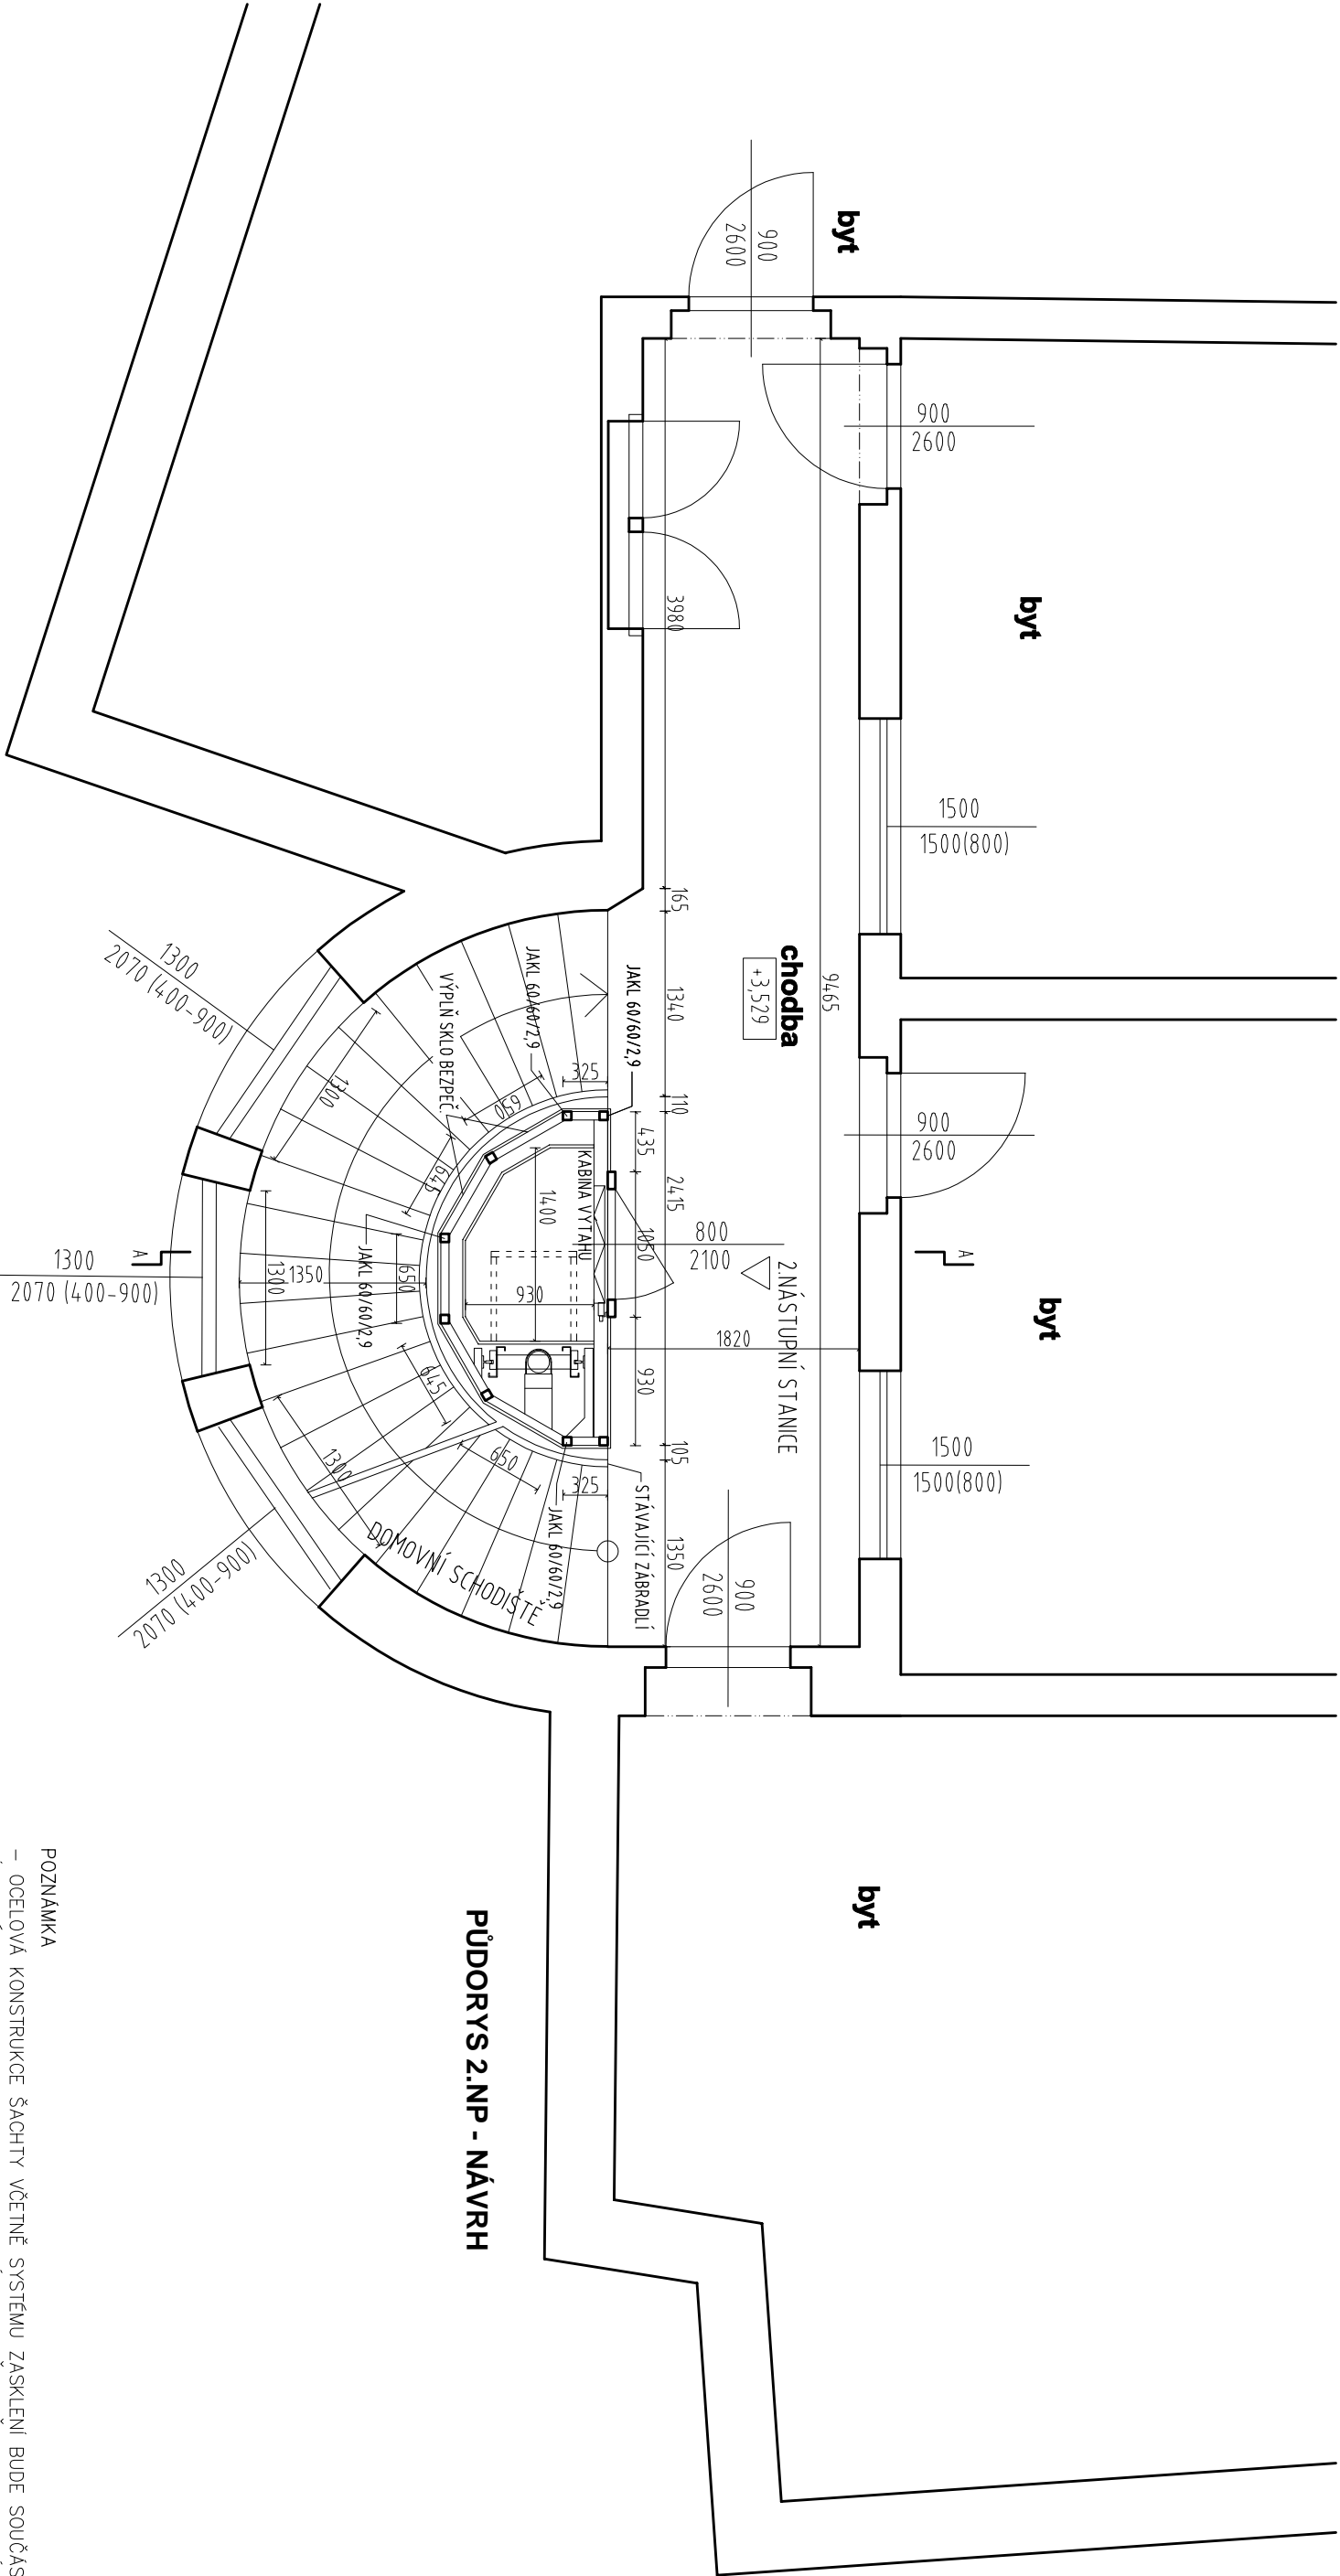 byt
900
2600
900
2600
byt
1500
1500(800)
3980
165
9465
chodba
+3,529
1340
110
JAKL 60/60/2,9
JAKL 60/60/2,9
VÝPLŇ SKLO BEZPEČ.
325
650
645
1300
1300
2070 (400-900)
900
2600
435
2415
1050
KABINA VÝTAHU
1400
930
800
2100
2.NÁSTUPNÍ STANICE
1820
930
105
A
A
byt
650
1350
1300
JAKL 60/60/2,9
1300
2070 (400-900)
645
650
325
1300
JAKL 60/60/2,9
STÁVAJÍCÍ ZÁBRADLÍ
DOMOVNÍ SCHODIŠTĚ
1350
1300
2070 (400-900)
1500
1500(800)
900
2600
byt
PŮDORYS 2.NP - NÁVRH
POZNÁMKA
– OCELOVÁ KONSTRUKCE ŠACHTY VČETNĚ SYSTÉMU ZASKLENÍ BUDE